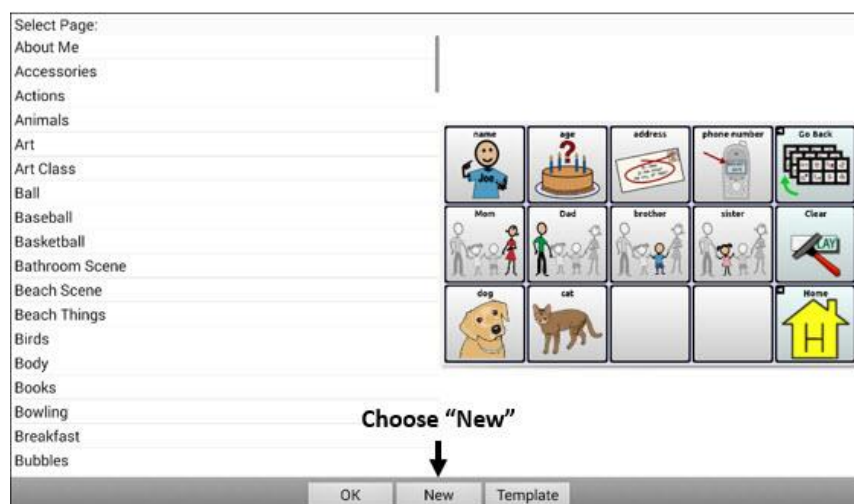 Select Page:
About Me
Accessories
Actions
Animals
Art
Art Class
Ball
Baseball
Basketball
Bathroom Scene
Beach Scene
Beach Things
Birds
Body
Books
Bowling
Breakfast
Bubbles
name age address phone number Go Back
Joe
?
Mom Dad brother sister Clear
LAY
dog cat Home
H
Choose “New”
OK New Template